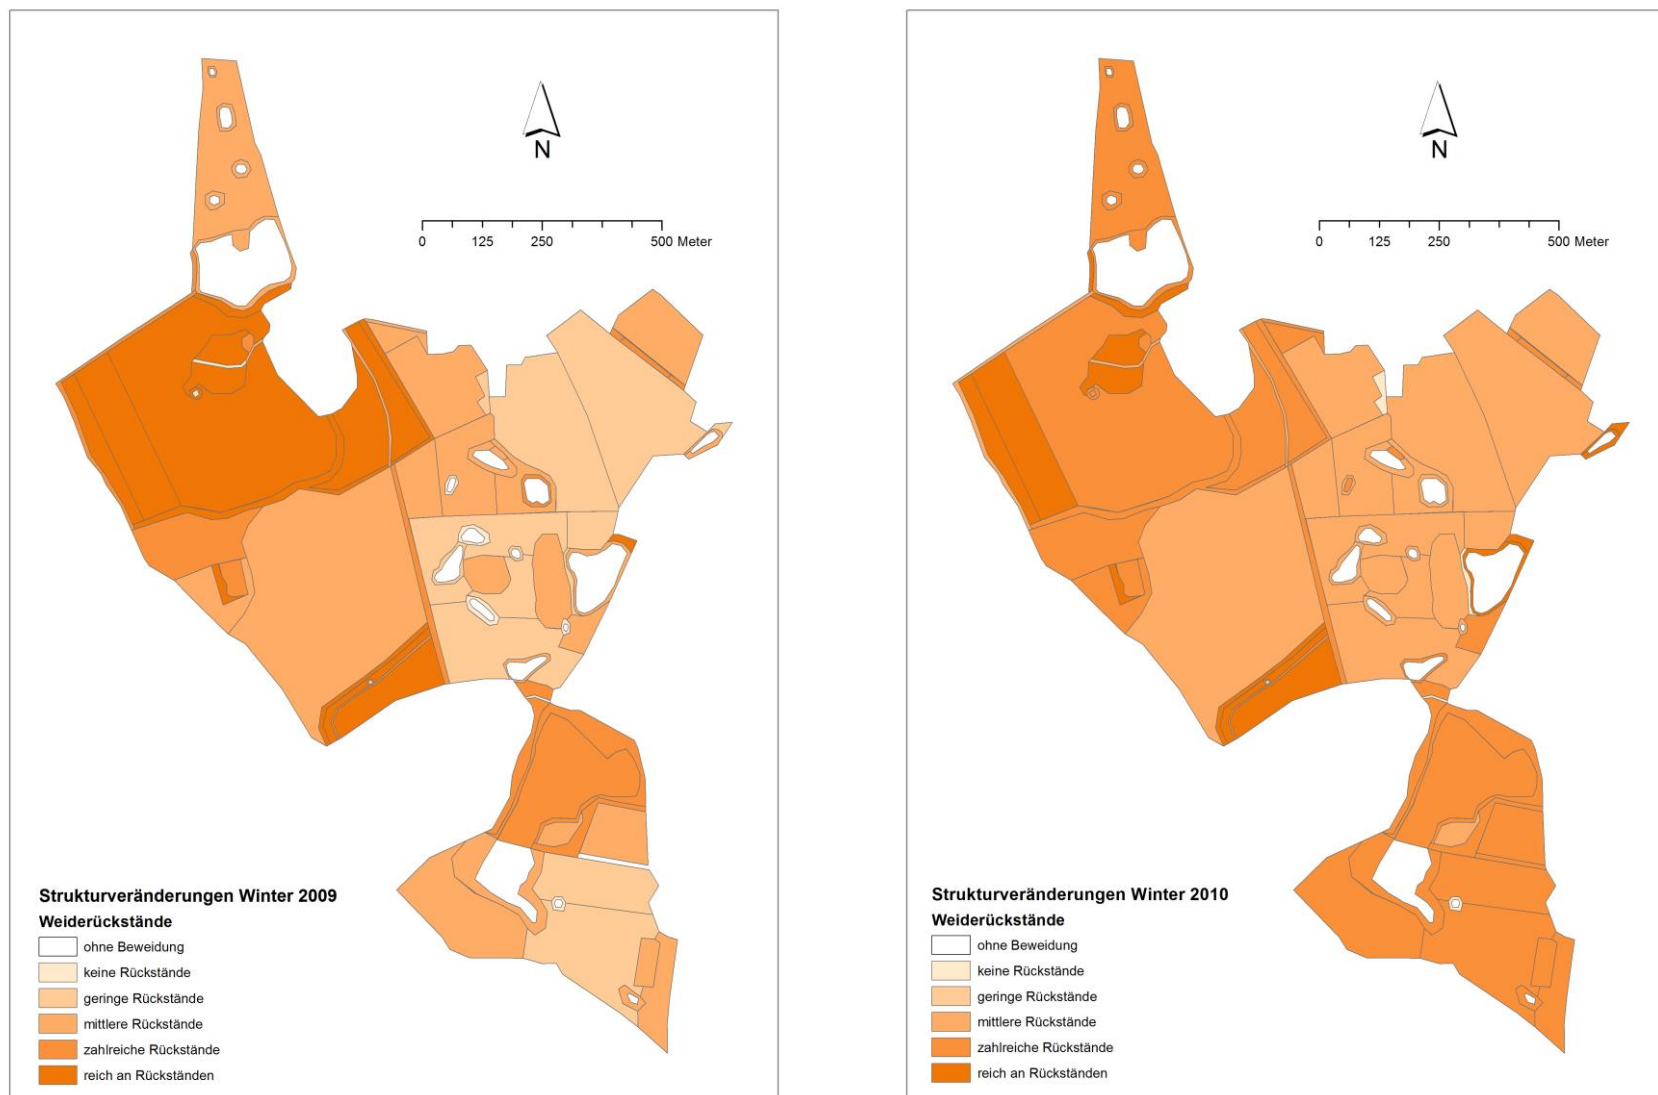 N
0 125 250 500 Meter
Strukturveränderungen Winter 2009
Weiderückstände
ohne Beweidung
keine Rückstände
geringe Rückstände
mittlere Rückstände
zahlreiche Rückstände
reich an Rückständen
N
0 125 250 500 Meter
Strukturveränderungen Winter 2010
Weiderückstände
ohne Beweidung
keine Rückstände
geringe Rückstände
mittlere Rückstände
zahlreiche Rückstände
reich an Rückständen